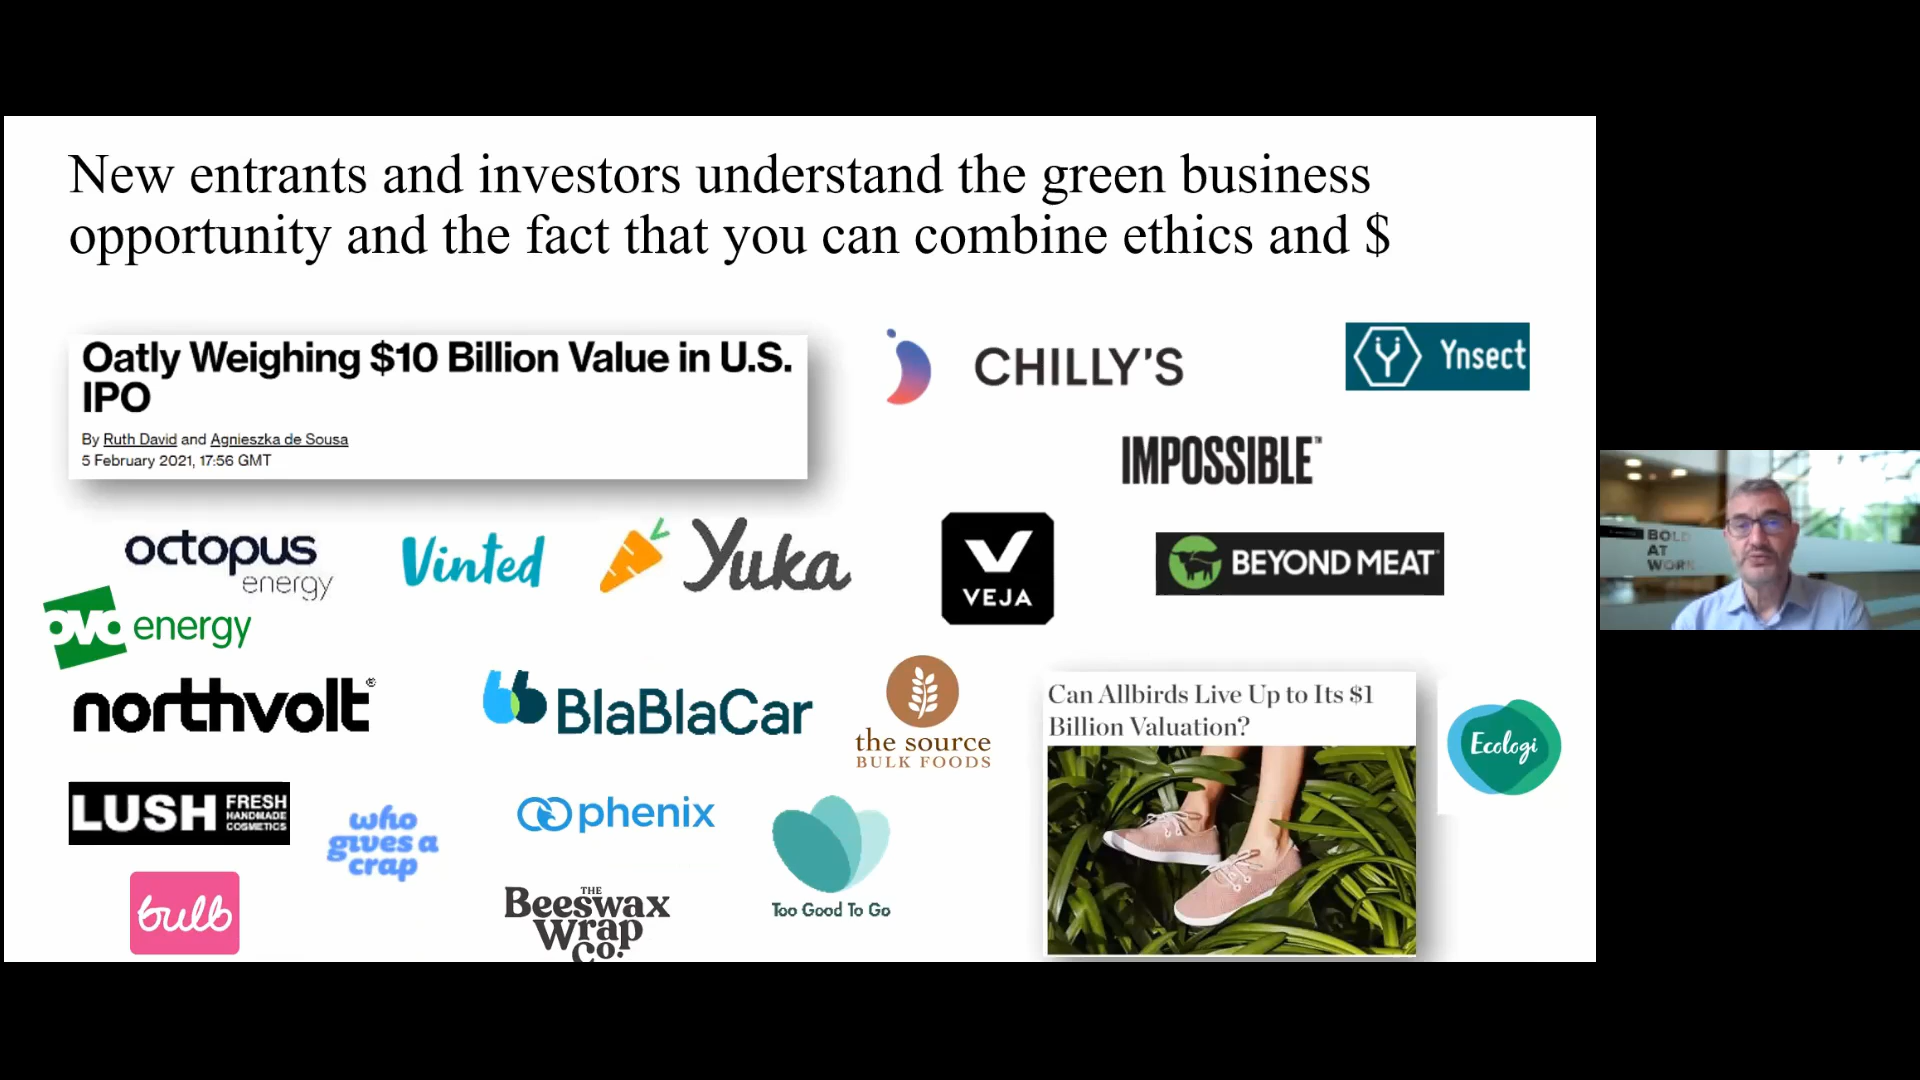 New entrants and investors understand the green business
opportunity and the fact that you can combine ethics and $
Oatly Weighing $10 Billion Value in U.S.
IPO
By Ruth David and Agnieszka de Sousa
5 February 2021, 17:56 GMT
CHILLY'S
Ynsect
IMPOSSIBLE™
octopus
energy
Vinted
Yuka
VEJA
BEYOND MEAT
ovo energy
northvolt®
BlaBlaCar
the source
BULK FOODS
Can Allbirds Live Up to Its $1
Billion Valuation?
Ecologi
LUSH FRESH
HANDMADE
COSMETICS
who
gives a
crap
phenix
Too Good To Go
bulb
THE
Beeswax
Wrap
Co.
BOLD
AT
WORK